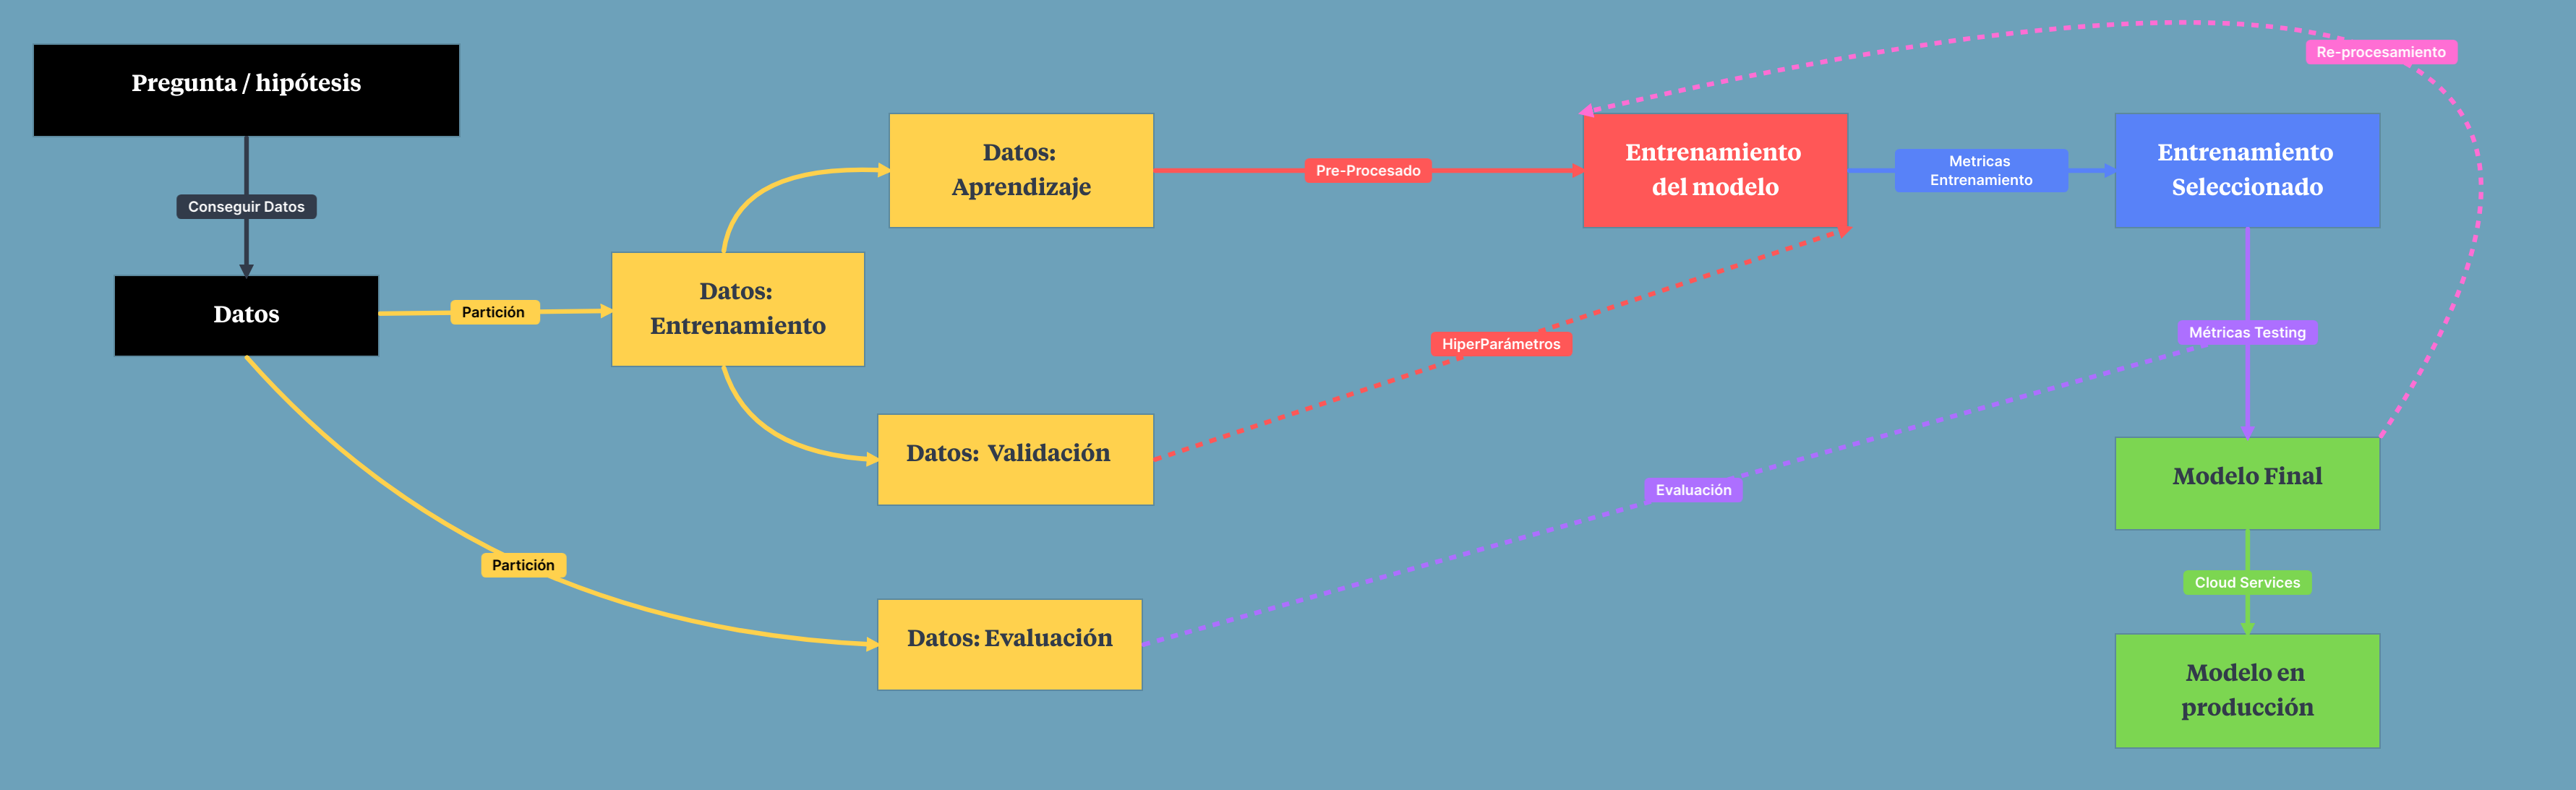 Pregunta / hipótesis
Conseguir Datos
Datos
Partición
Partición
Datos:
Entrenamiento
Datos:
Aprendizaje
Datos: Validación
Datos: Evaluación
Pre-Procesado
HiperParámetros
Evaluación
Entrenamiento
del modelo
Metricas
Entrenamiento
Entrenamiento
Seleccionado
Re-procesamiento
Métricas Testing
Modelo Final
Cloud Services
Modelo en
producción